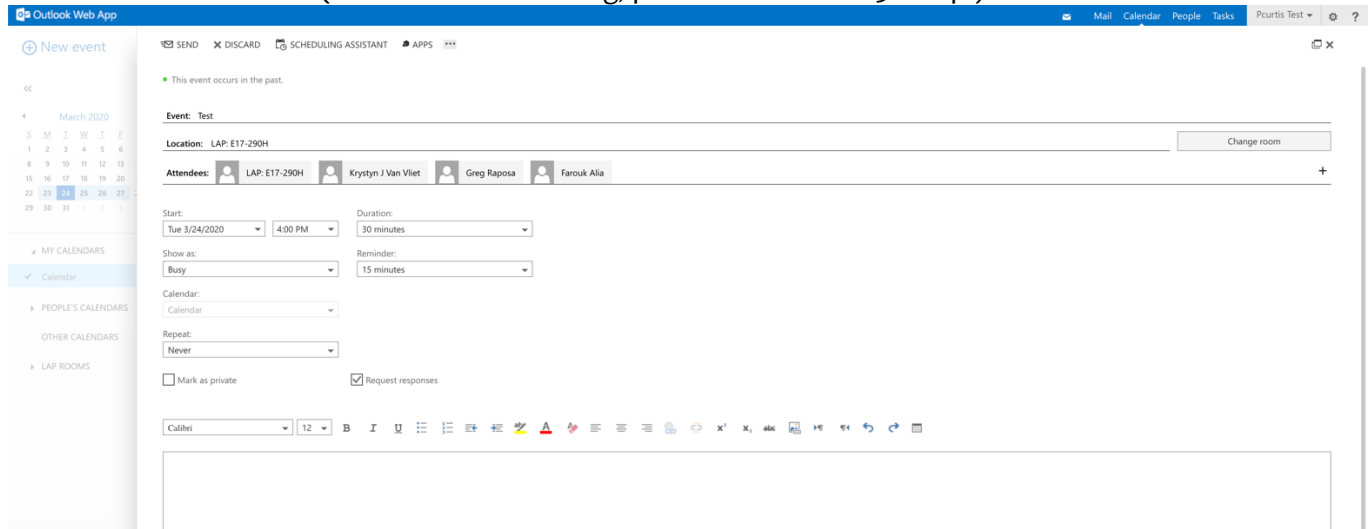 Outlook Web App
Mail Calendar People Tasks Pcurtis Test ?
New event
SEND DISCARD SCHEDULING ASSISTANT APPS
This event occurs in the past.
March 2020
S M T W T F
1 2 3 4 5 6
8 9 10 11 12 13
15 16 17 18 19 20
22 23 24 25 26 27
29 30 31
MY CALENDARS
Calendar
PEOPLE'S CALENDARS
OTHER CALENDARS
LAP ROOMS
Event: Test
Location: LAP: E17-290H
Change room
Attendees: LAP: E17-290H Krystyn J Van Vliet Greg Raposa Farouk Alia +
Start: Duration:
Tue 3/24/2020 4:00 PM 30 minutes
Show as: Reminder:
Busy 15 minutes
Calendar:
Calendar
Repeat:
Never
Mark as private Request responses
Calibri 12 B I U A x² x₂ abc